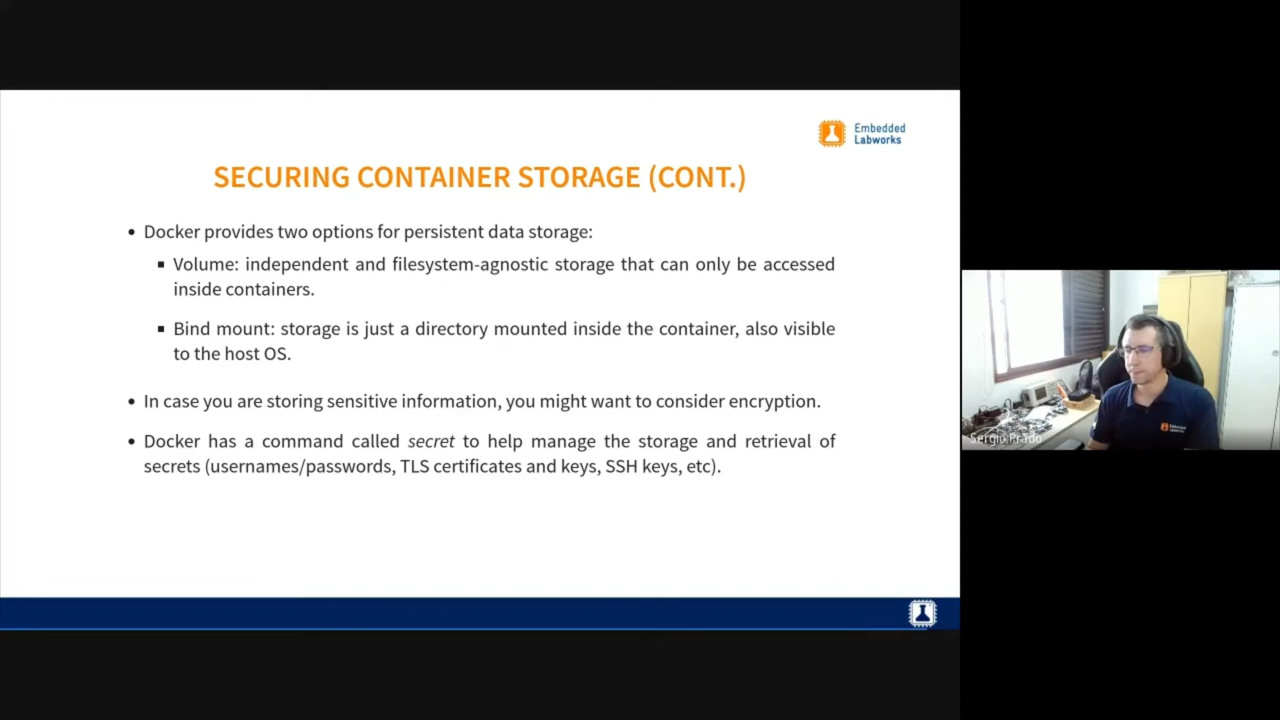 Embedded
Labworks
SECURING CONTAINER STORAGE (CONT.)
• Docker provides two options for persistent data storage:
▪ Volume: independent and filesystem-agnostic storage that can only be accessed
inside containers.
▪ Bind mount: storage is just a directory mounted inside the container, also visible
to the host OS.
• In case you are storing sensitive information, you might want to consider encryption.
• Docker has a command called secret to help manage the storage and retrieval of
secrets (usernames/passwords, TLS certificates and keys, SSH keys, etc).
Sergio Prado
Embedded
Labworks